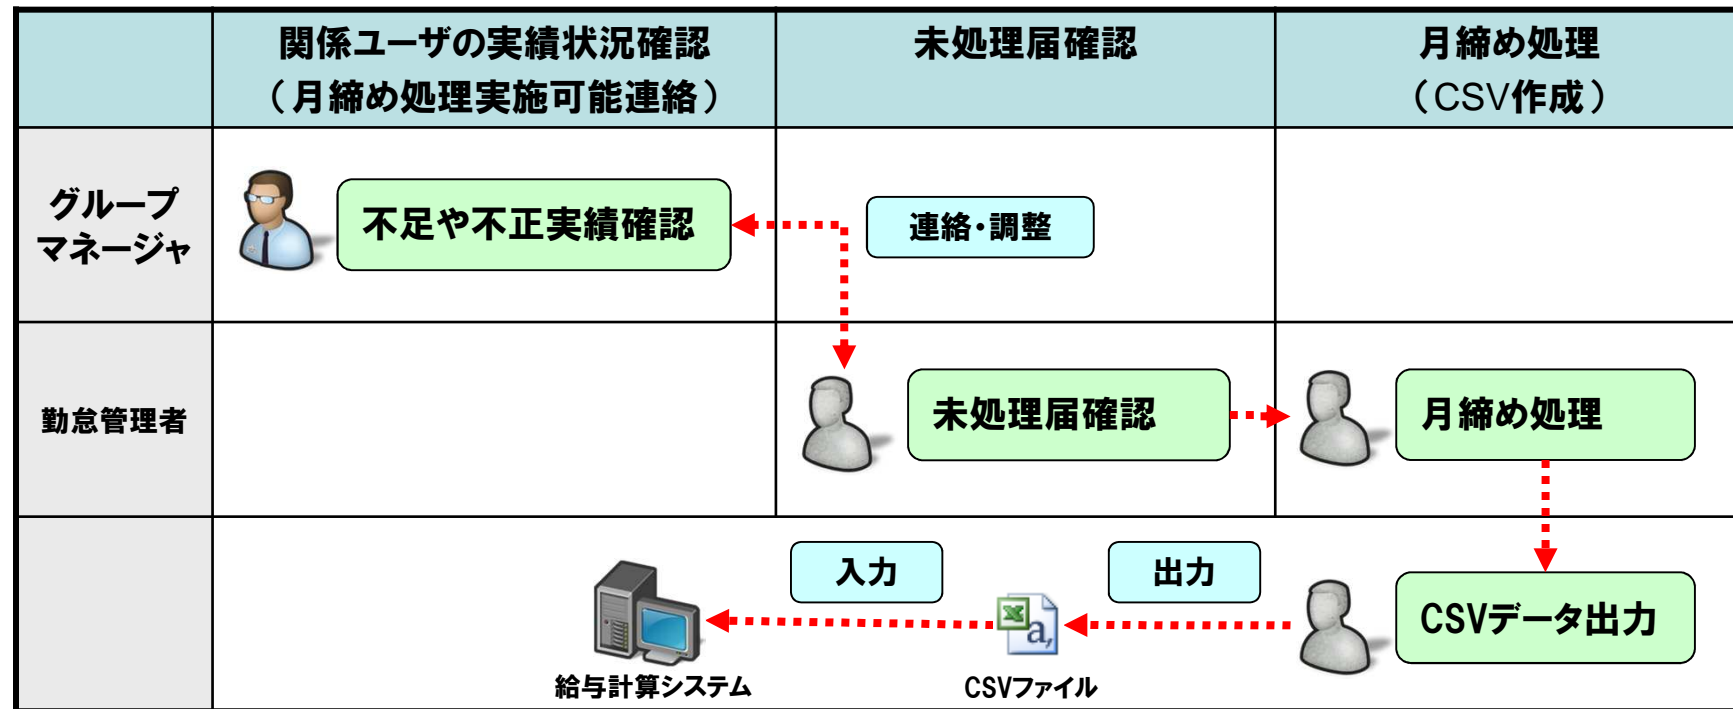 関係ユーザの実績状況確認
（月締め処理実施可能連絡）
未処理届確認
月締め処理
（CSV作成）
グループ
マネージャ
不足や不正実績確認
連絡・調整
勤怠管理者
未処理届確認
月締め処理
入力
出力
CSVデータ出力
給与計算システム
CSVファイル